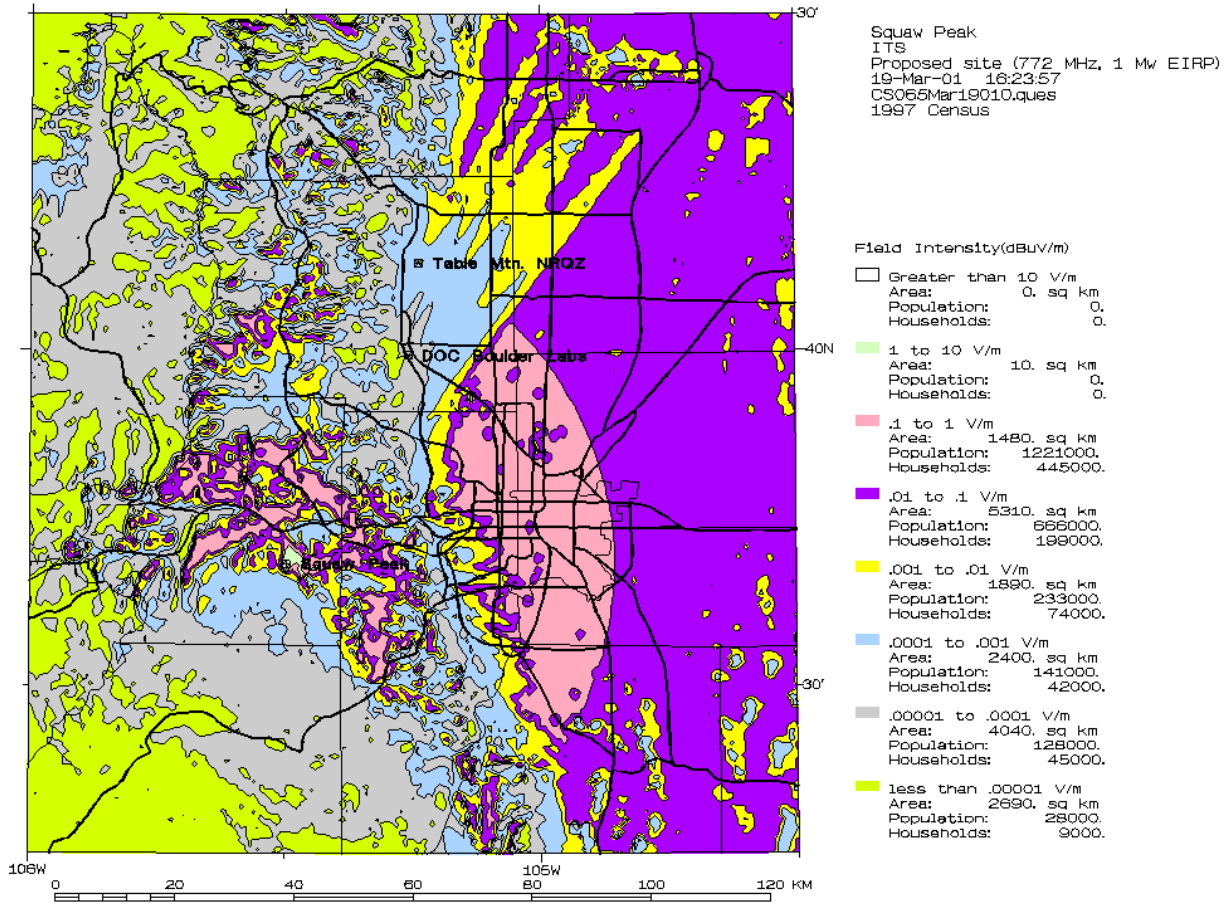 30'
Squaw Peak
ITS
Proposed site (772 MHz, 1 Mw EIRP)
19-Mar-01 16:23:57
CS065Mar19010.ques
1997 Census
Table Mtn. NRQZ
DOC Boulder Labs
40N
Squaw Peak
30'
106W
105W
0 20 40 60 80 100 120 KM
Field Intensity(dBuV/m)
Greater than 10 V/m
Area: 0. sq km
Population: 0.
Households: 0.
1 to 10 V/m
Area: 10. sq km
Population: 0.
Households: 0.
.1 to 1 V/m
Area: 1480. sq km
Population: 1221000.
Households: 445000.
.01 to .1 V/m
Area: 5310. sq km
Population: 666000.
Households: 199000.
.001 to .01 V/m
Area: 1890. sq km
Population: 233000.
Households: 74000.
.0001 to .001 V/m
Area: 2400. sq km
Population: 141000.
Households: 42000.
.00001 to .0001 V/m
Area: 4040. sq km
Population: 128000.
Households: 45000.
less than .00001 V/m
Area: 2690. sq km
Population: 28000.
Households: 9000.